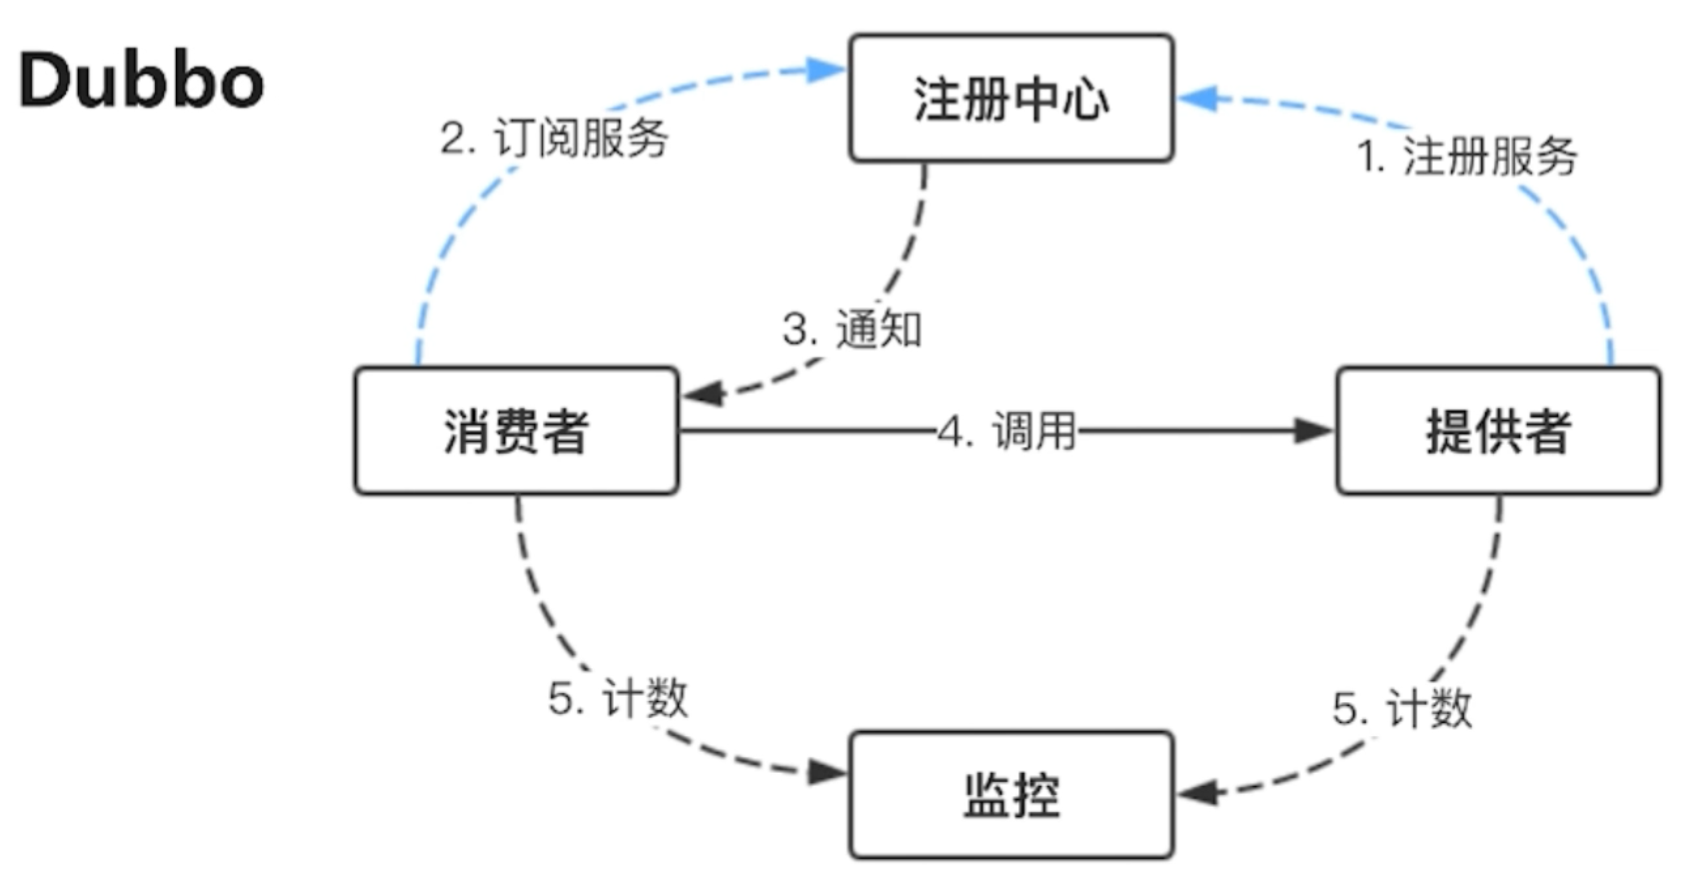 Dubbo
注册中心
2. 订阅服务
1. 注册服务
3. 通知
消费者
4. 调用
提供者
5. 计数
5. 计数
监控